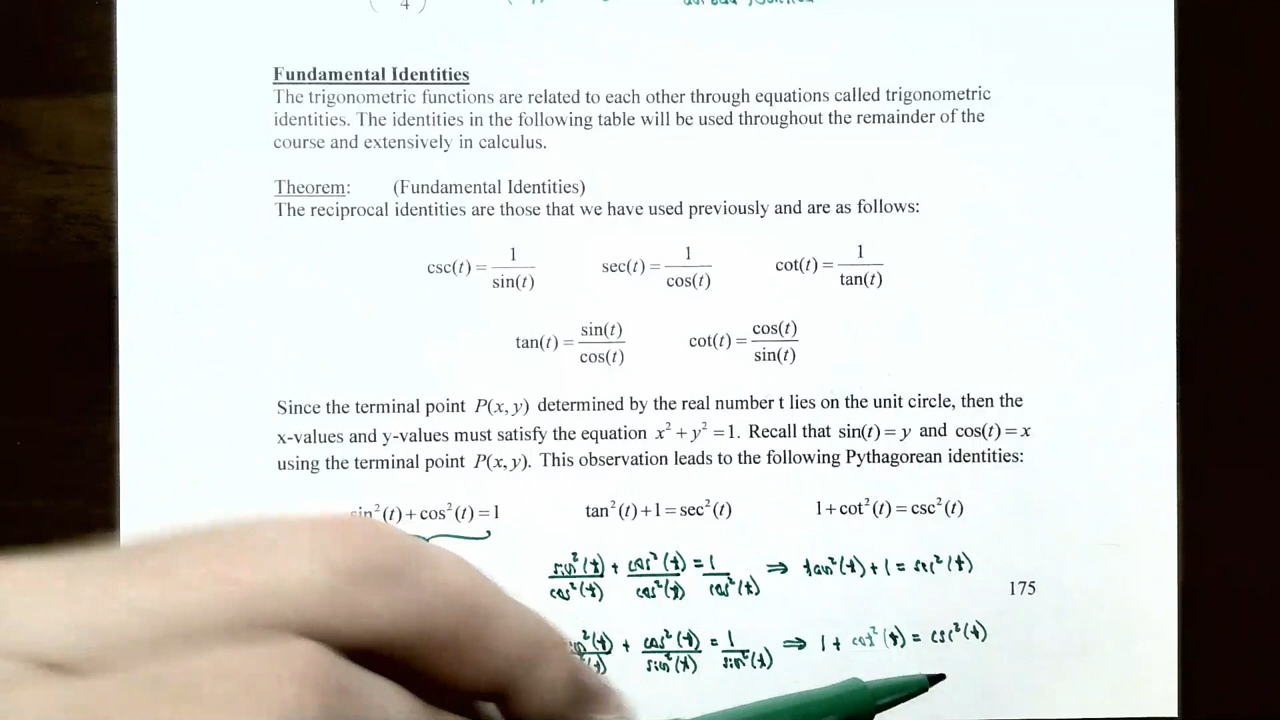 4
Fundamental Identities
The trigonometric functions are related to each other through equations called trigonometric
identities. The identities in the following table will be used throughout the remainder of the
course and extensively in calculus.
Theorem: (Fundamental Identities)
The reciprocal identities are those that we have used previously and are as follows:
csc(t) = 1/sin(t) sec(t) = 1/cos(t) cot(t) = 1/tan(t)
tan(t) = sin(t)/cos(t) cot(t) = cos(t)/sin(t)
Since the terminal point P(x, y) determined by the real number t lies on the unit circle, then the
x-values and y-values must satisfy the equation x² + y² = 1. Recall that sin(t) = y and cos(t) = x
using the terminal point P(x, y). This observation leads to the following Pythagorean identities:
sin²(t) + cos²(t) = 1 tan²(t) + 1 = sec²(t) 1 + cot²(t) = csc²(t)
sin²(t)/cos²(t) + cos²(t)/cos²(t) = 1/cos²(t) ⇒ tan²(t) + 1 = sec²(t)
175
cos²(t)/sin²(t) = 1/sin²(t) ⇒ 1 + cot²(t) = csc²(t)